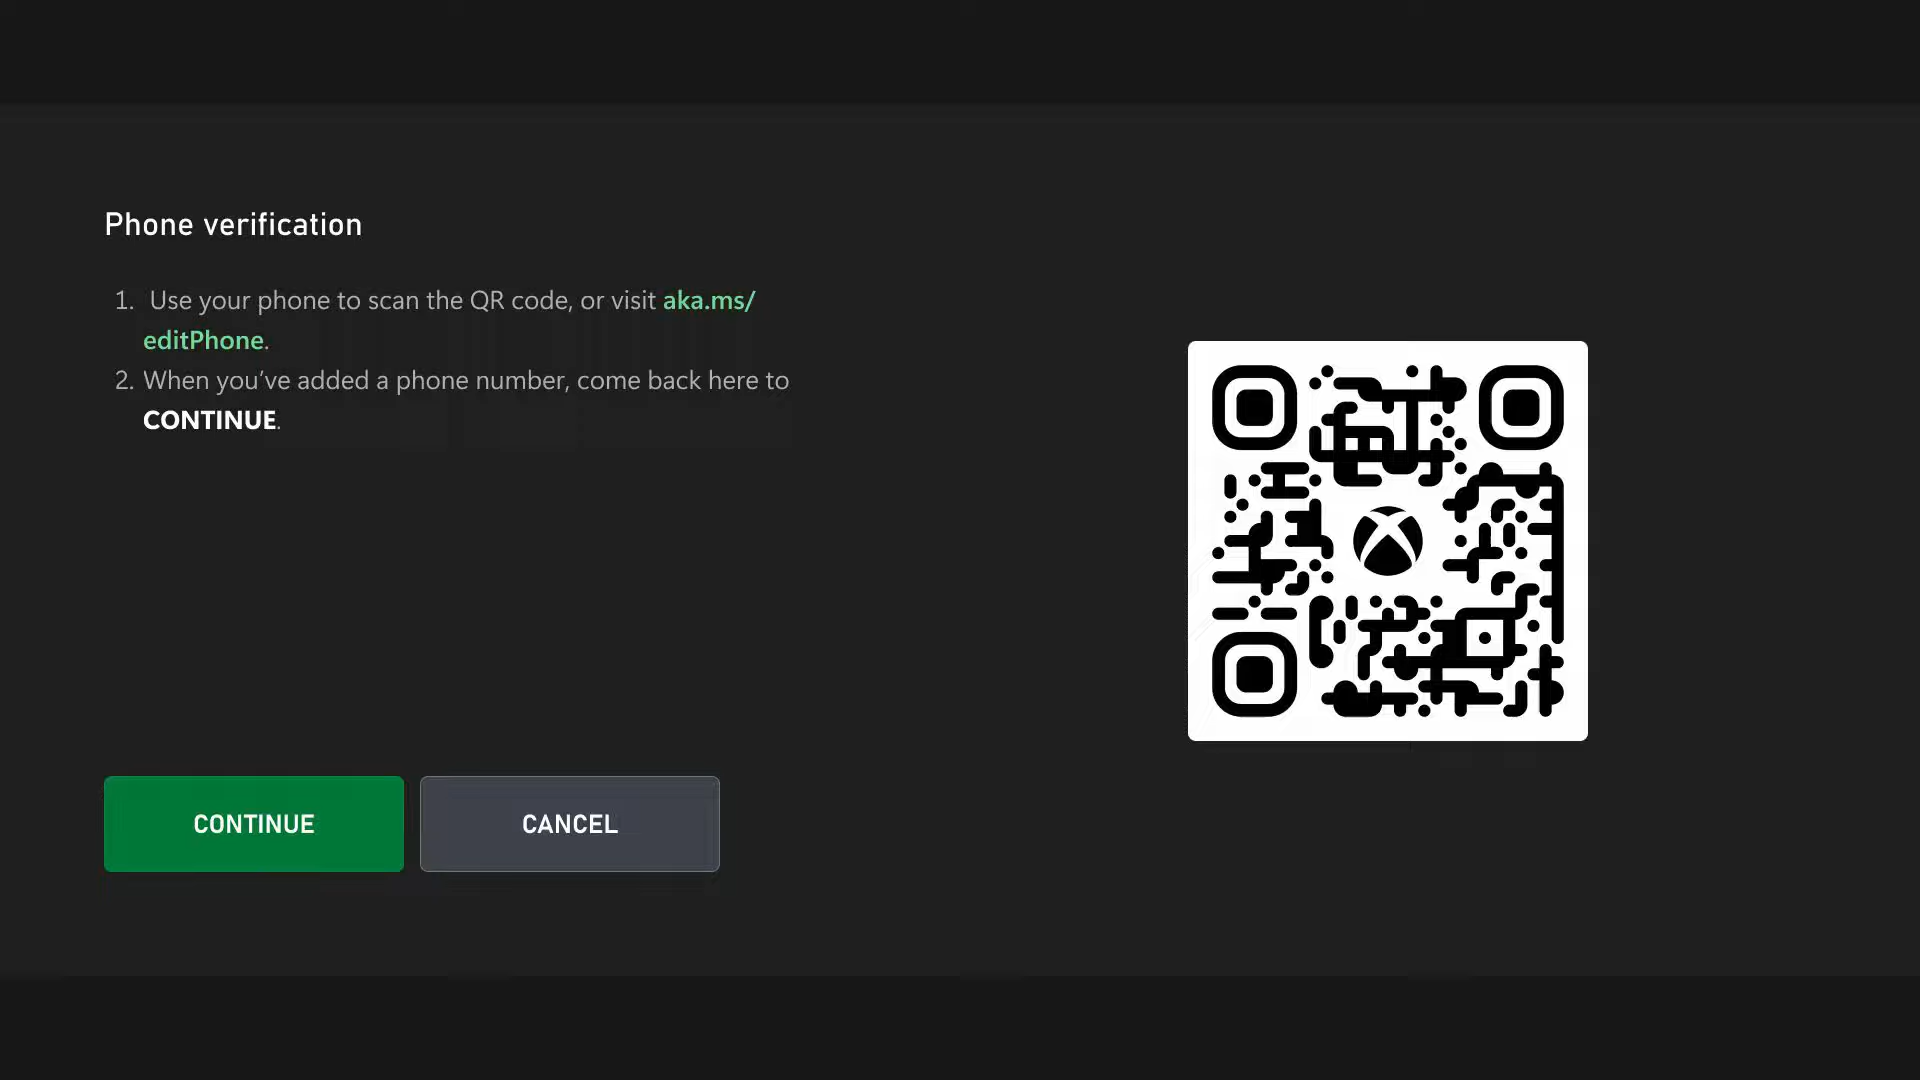 Phone verification
1. Use your phone to scan the QR code, or visit aka.ms/
editPhone.
2. When you’ve added a phone number, come back here to
CONTINUE.
CONTINUE
CANCEL